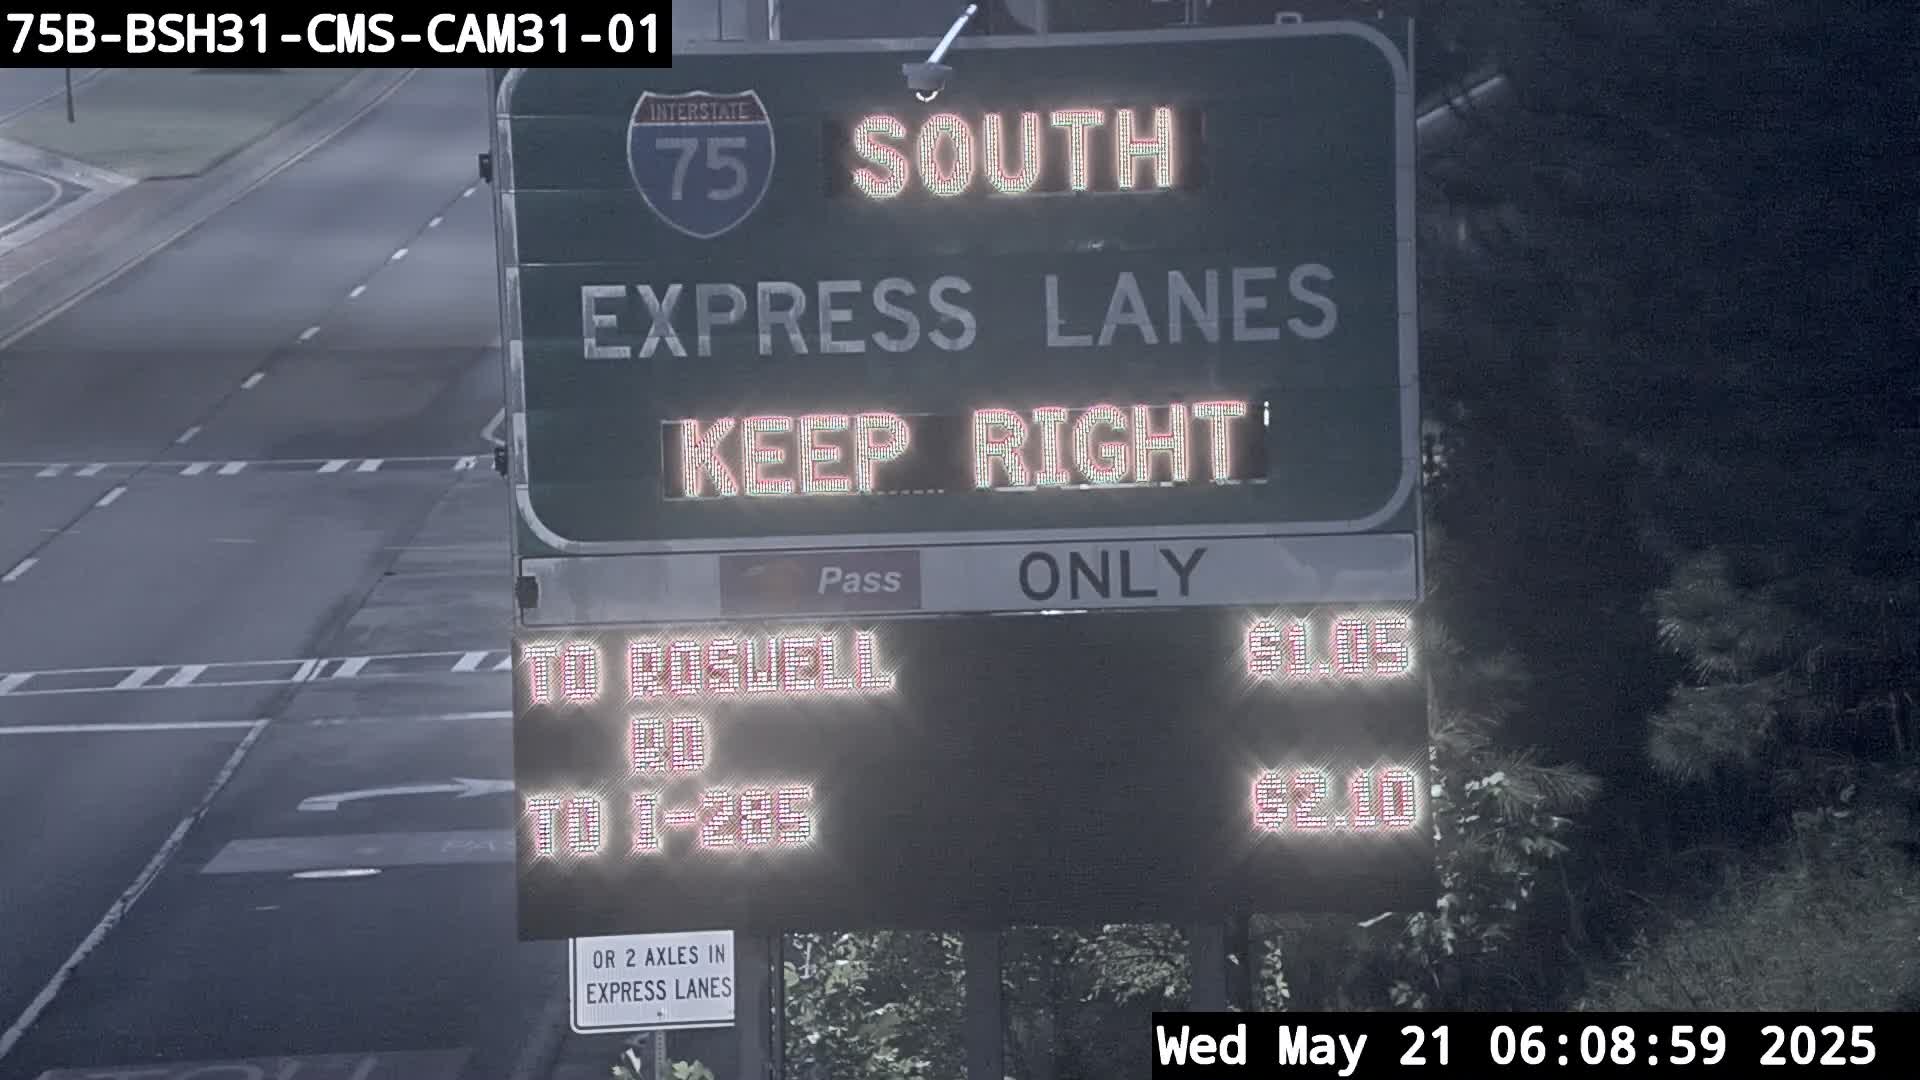 75B-BSH31-CMS-CAM31-01
INTERSTATE
75
SOUTH
EXPRESS LANES
KEEP RIGHT
Pass ONLY
TO ROSWELL $1.05
RD
TO I-285 $2.10
OR 2 AXLES IN
EXPRESS LANES
Wed May 21 06:08:59 2025